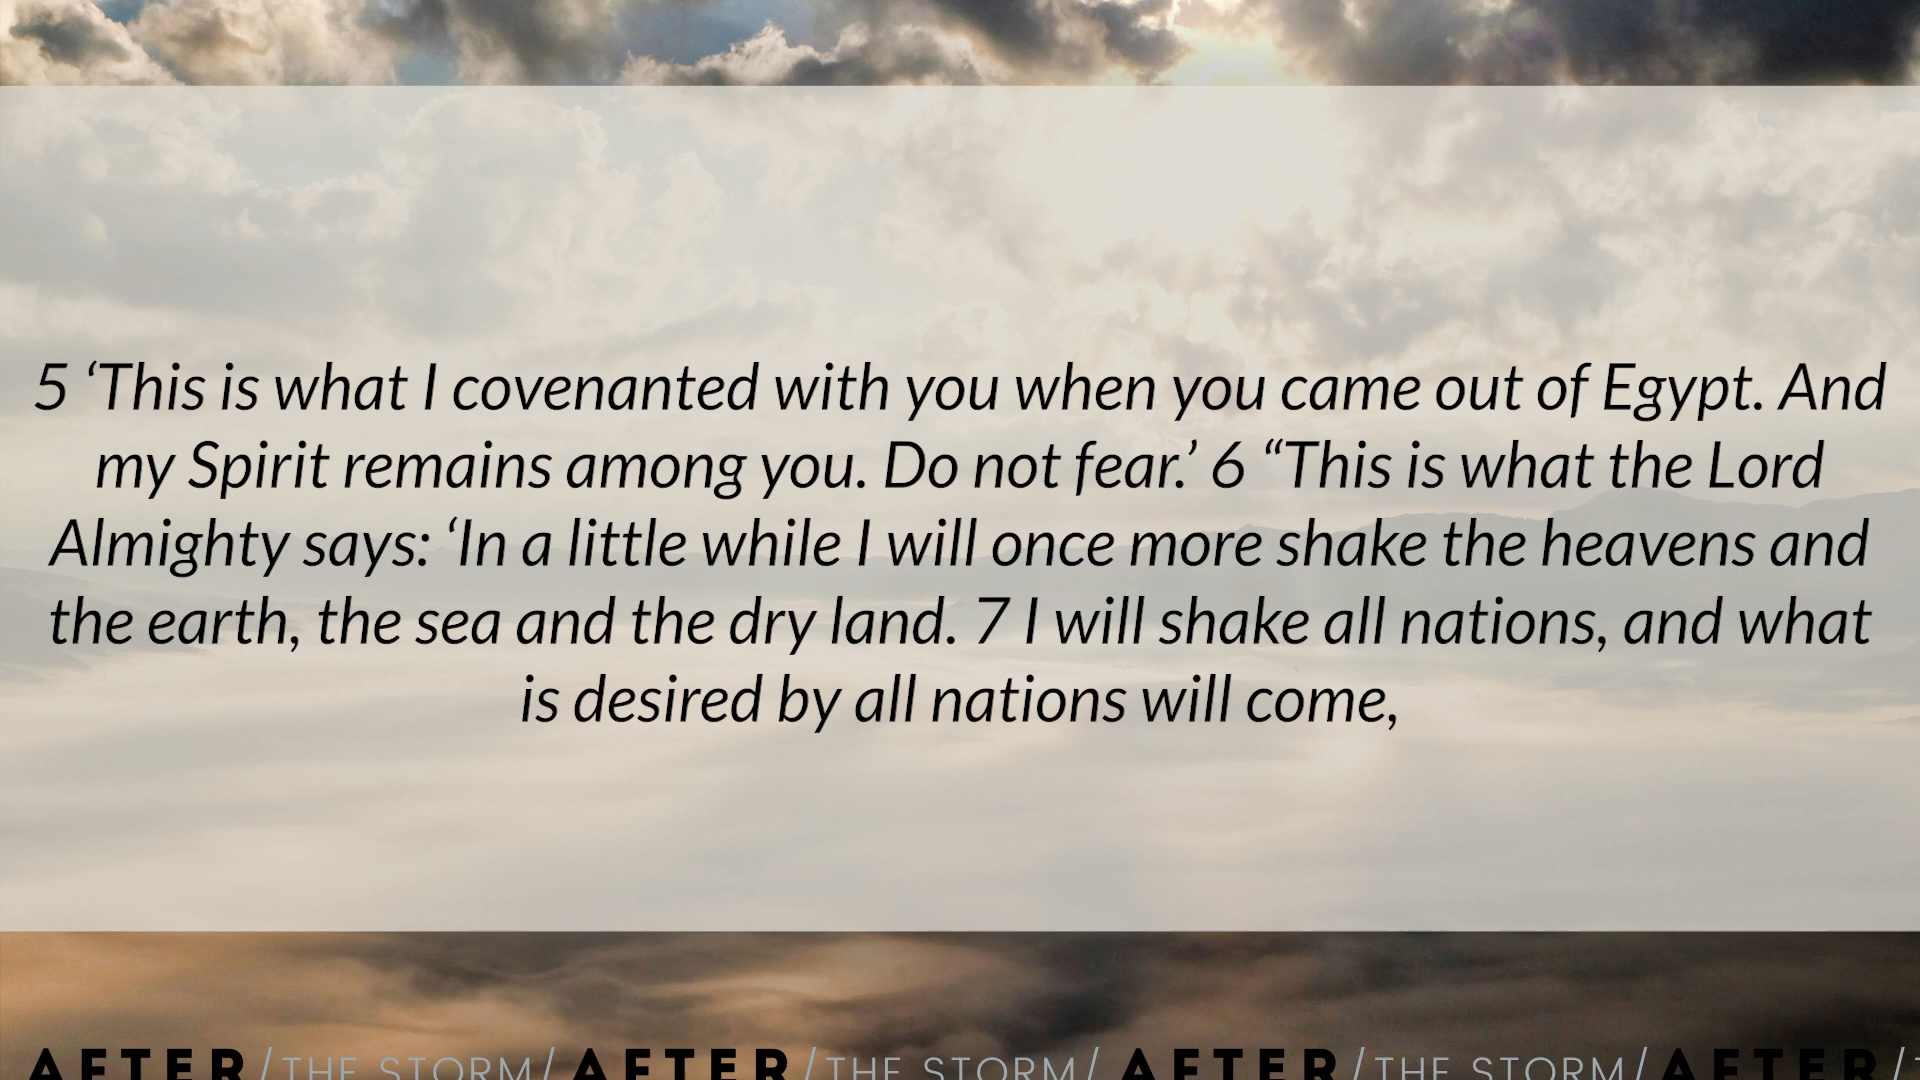 5 ‘This is what I covenanted with you when you came out of Egypt. And
my Spirit remains among you. Do not fear.’ 6 “This is what the Lord
Almighty says: ‘In a little while I will once more shake the heavens and
the earth, the sea and the dry land. 7 I will shake all nations, and what
is desired by all nations will come,
AFTER/THE STORM/ AFTER/THE STORM/ AFTER/THE STORM/AFTER/